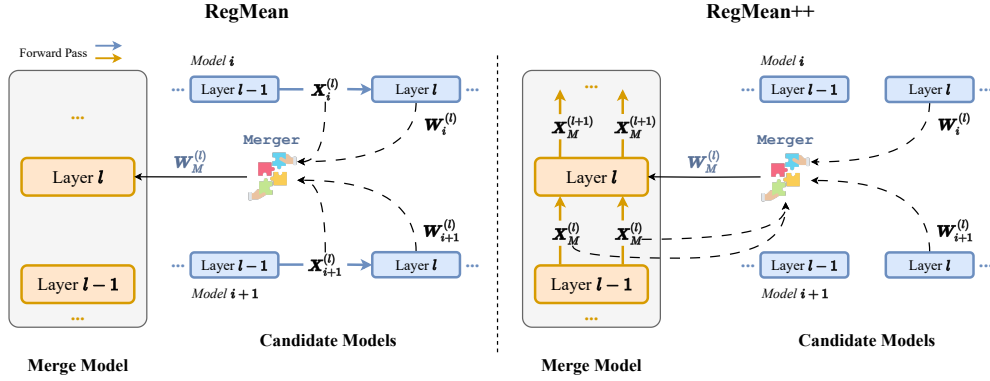 RegMean
Forward Pass
Model i
... Layer l − 1 X_i^(l) Layer l ...
W_i^(l)
...
Merger
W_M^(l)
Layer l
W_{i+1}^(l)
... Layer l − 1 X_{i+1}^(l) Layer l ...
Layer l − 1
Model i + 1
...
Candidate Models
Merge Model
RegMean++
Model i
... Layer l − 1 Layer l ...
...
X_M^(l+1) X_M^(l+1)
W_i^(l)
Merger
W_M^(l)
Layer l
X_M^(l) X_M^(l)
W_{i+1}^(l)
... Layer l − 1 Layer l ...
Layer l − 1
Model i + 1
...
Candidate Models
Merge Model